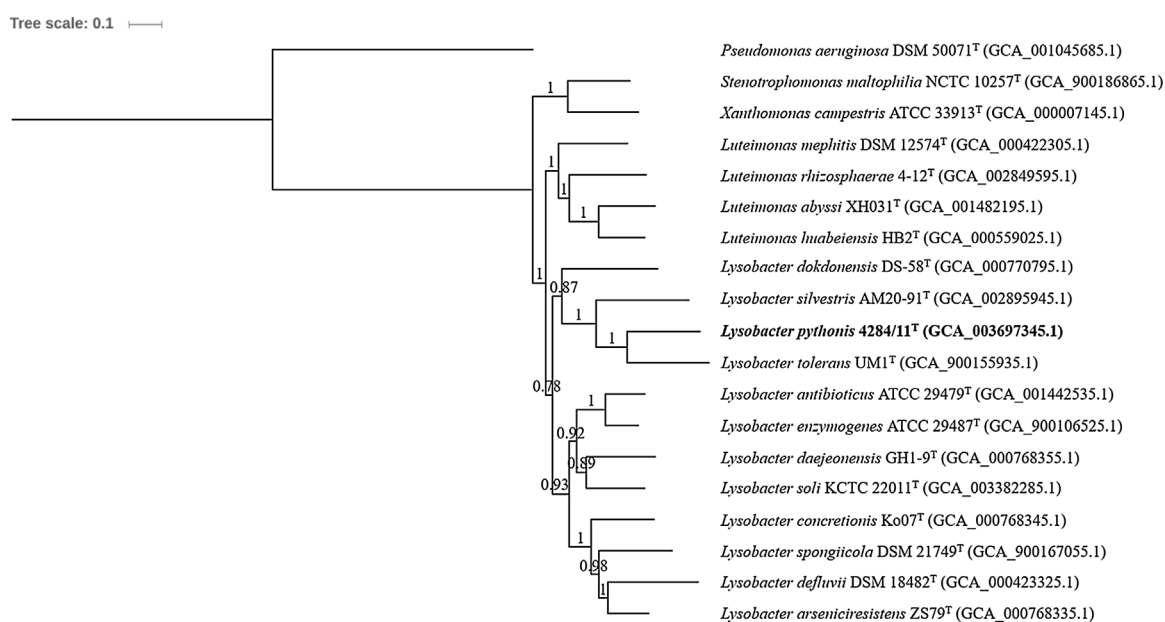 Tree scale: 0.1
Pseudomonas aeruginosa DSM 50071ᵀ (GCA_001045685.1)
Stenotrophomonas maltophilia NCTC 10257ᵀ (GCA_900186865.1)
1
Xanthomonas campestris ATCC 33913ᵀ (GCA_000007145.1)
Luteimonas mephitis DSM 12574ᵀ (GCA_000422305.1)
1
Luteimonas rhizosphaerae 4-12ᵀ (GCA_002849595.1)
1
Luteimonas abyssi XH031ᵀ (GCA_001482195.1)
1
Luteimonas huabeiensis HB2ᵀ (GCA_000559025.1)
1
Lysobacter dokdonensis DS-58ᵀ (GCA_000770795.1)
0.87
Lysobacter silvestris AM20-91ᵀ (GCA_002895945.1)
1
Lysobacter pythonis 4284/11ᵀ (GCA_003697345.1)
1
Lysobacter tolerans UM1ᵀ (GCA_900155935.1)
0.78
Lysobacter antibioticus ATCC 29479ᵀ (GCA_001442535.1)
1
Lysobacter enzymogenes ATCC 29487ᵀ (GCA_900106525.1)
0.92
Lysobacter daejeonensis GH1-9ᵀ (GCA_000768355.1)
0.89
Lysobacter soli KCTC 22011ᵀ (GCA_003382285.1)
0.93
Lysobacter concretionis Ko07ᵀ (GCA_000768345.1)
1
Lysobacter spongiicola DSM 21749ᵀ (GCA_900167055.1)
0.98
Lysobacter defluvii DSM 18482ᵀ (GCA_000423325.1)
1
Lysobacter arseniciresistens ZS79ᵀ (GCA_000768335.1)